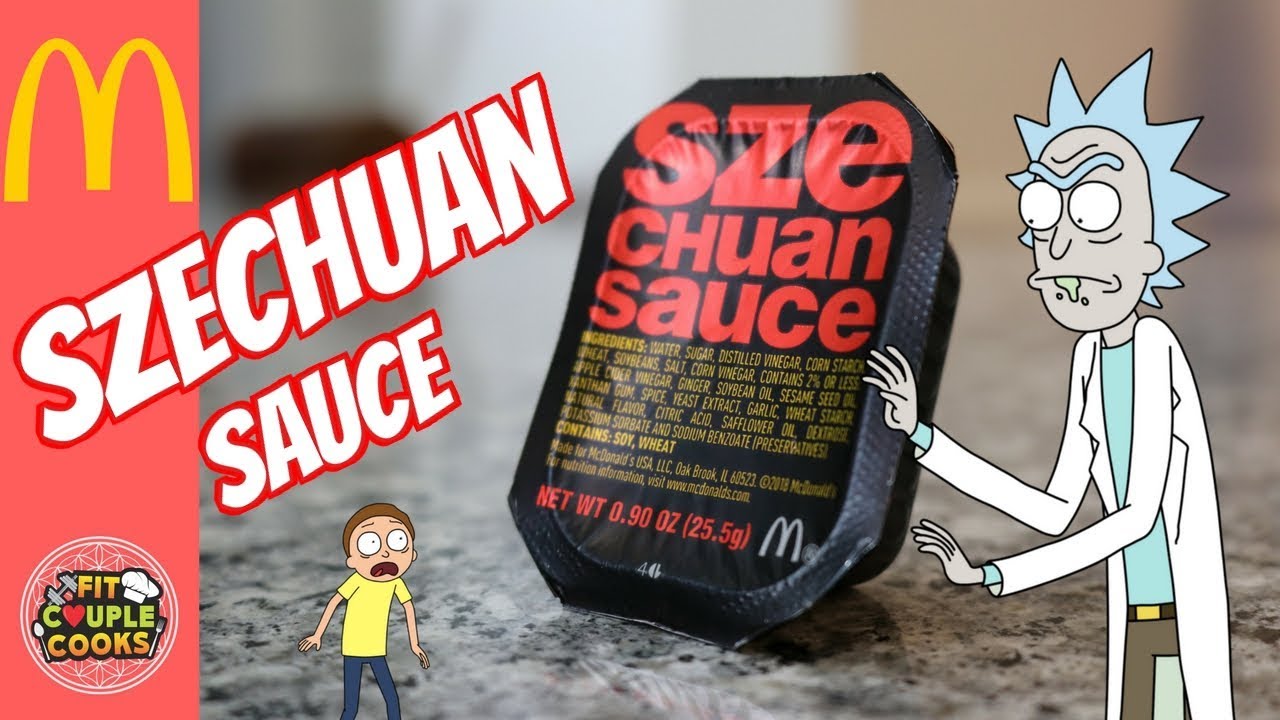 SZECHUAN
SAUCE
sze
cHuan
sauce
INGREDIENTS: WATER, SUGAR, DISTILLED VINEGAR, CORN STARCH,
WHEAT, SOYBEANS, SALT, CORN VINEGAR, CONTAINS 2% OR LESS:
APPLE CIDER VINEGAR, GINGER, SOYBEAN OIL, SESAME SEED OIL,
XANTHAN GUM, SPICE, YEAST EXTRACT, GARLIC, WHEAT STARCH,
NATURAL FLAVOR, CITRIC ACID, SAFFLOWER OIL, DEXTROSE,
POTASSIUM SORBATE AND SODIUM BENZOATE (PRESERVATIVES).
CONTAINS: SOY, WHEAT
Made for McDonald's USA, LLC, Oak Brook, IL 60523. ©2018 McDonald's
For nutrition information, visit www.mcdonalds.com.
NET WT 0.90 OZ (25.5g)
FIT
COUPLE
COOKS